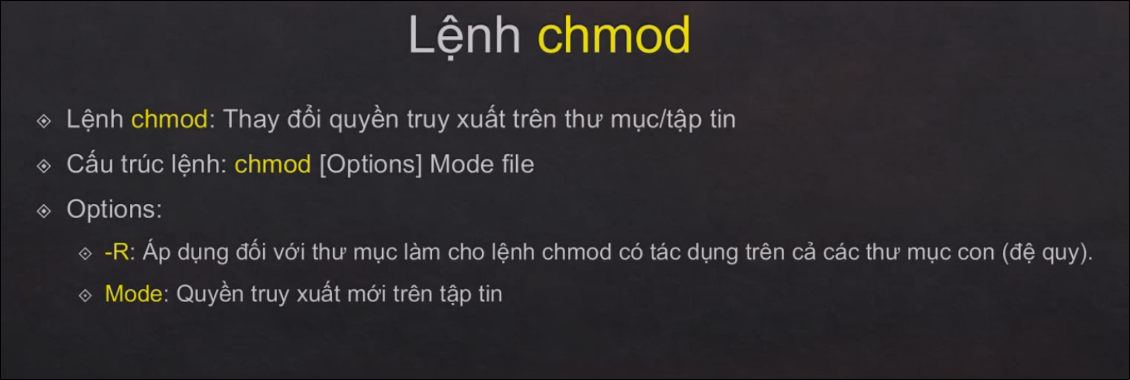 Lệnh chmod
Lệnh chmod: Thay đổi quyền truy xuất trên thư mục/tập tin
Cấu trúc lệnh: chmod [Options] Mode file
Options:
-R: Áp dụng đối với thư mục làm cho lệnh chmod có tác dụng trên cả các thư mục con (đệ quy).
Mode: Quyền truy xuất mới trên tập tin